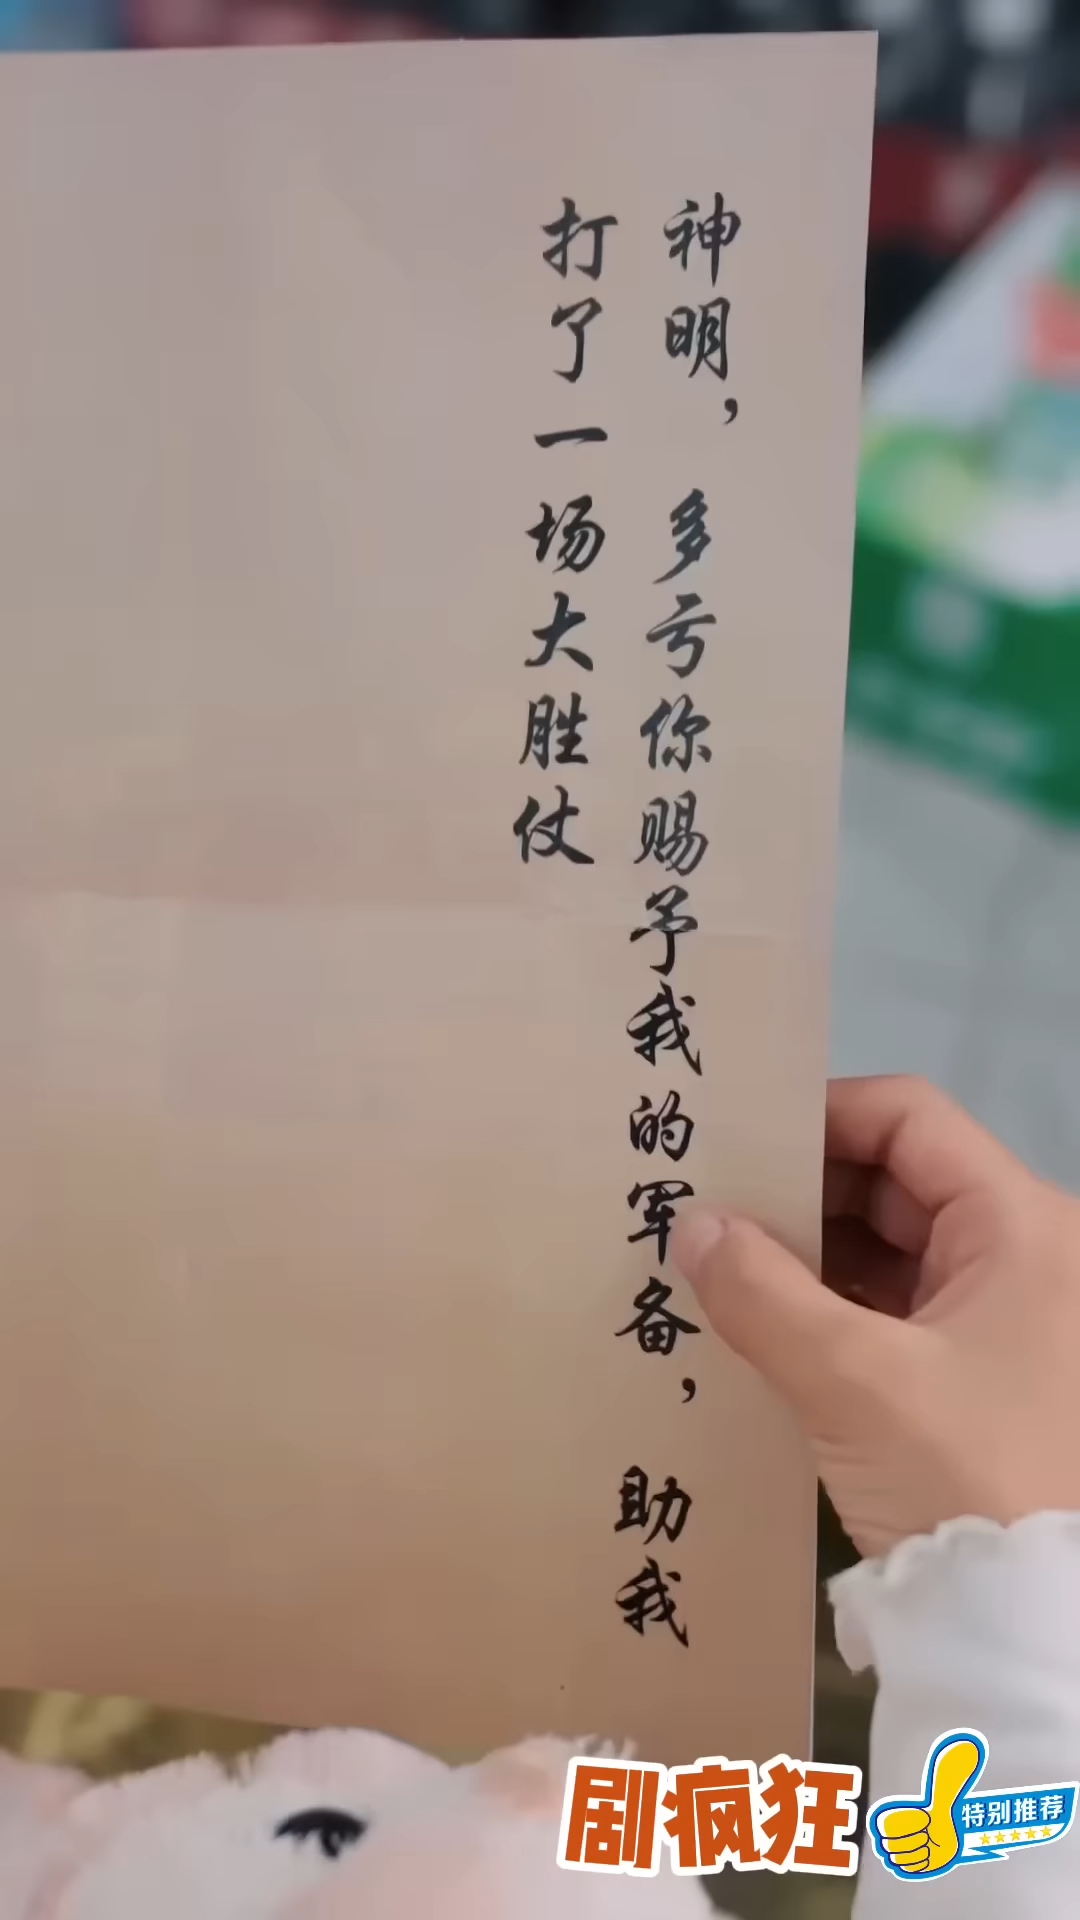 神明，多亏你赐予我的军备，助我
打了一场大胜仗
剧疯狂
特别推荐